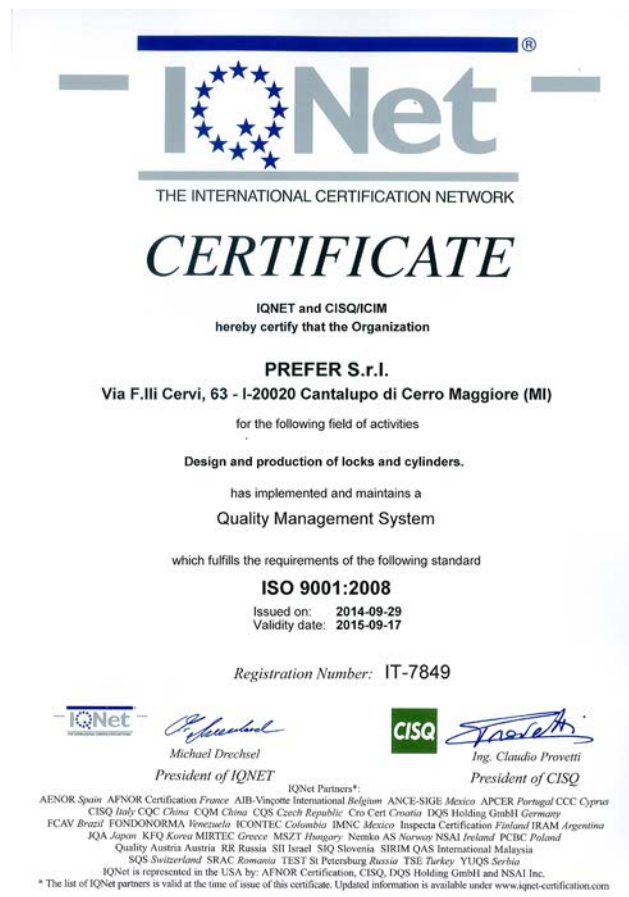 IQNet ®
THE INTERNATIONAL CERTIFICATION NETWORK
CERTIFICATE
IQNET and CISQ/ICIM
hereby certify that the Organization
PREFER S.r.l.
Via F.lli Cervi, 63 - I-20020 Cantalupo di Cerro Maggiore (MI)
for the following field of activities
Design and production of locks and cylinders.
has implemented and maintains a
Quality Management System
which fulfills the requirements of the following standard
ISO 9001:2008
Issued on: 2014-09-29
Validity date: 2015-09-17
Registration Number: IT-7849
IQNet
CISQ
Michael Drechsel
Ing. Claudio Provetti
President of IQNET
President of CISQ
IQNet Partners*:
AENOR Spain AFNOR Certification France AIB-Vinçotte International Belgium ANCE-SIGE Mexico APCER Portugal CCC Cyprus
CISQ Italy CQC China CQM China CQS Czech Republic Cro Cert Croatia DQS Holding GmbH Germany
FCAV Brazil FONDONORMA Venezuela ICONTEC Colombia IMNC Mexico Inspecta Certification Finland IRAM Argentina
JQA Japan KFQ Korea MIRTEC Greece MSZT Hungary Nemko AS Norway NSAI Ireland PCBC Poland
Quality Austria Austria RR Russia SII Israel SIQ Slovenia SIRIM QAS International Malaysia
SQS Switzerland SRAC Romania TEST St Petersburg Russia TSE Turkey YUQS Serbia
IQNet is represented in the USA by: AFNOR Certification, CISQ, DQS Holding GmbH and NSAI Inc.
* The list of IQNet partners is valid at the time of issue of this certificate. Updated information is available under www.iqnet-certification.com